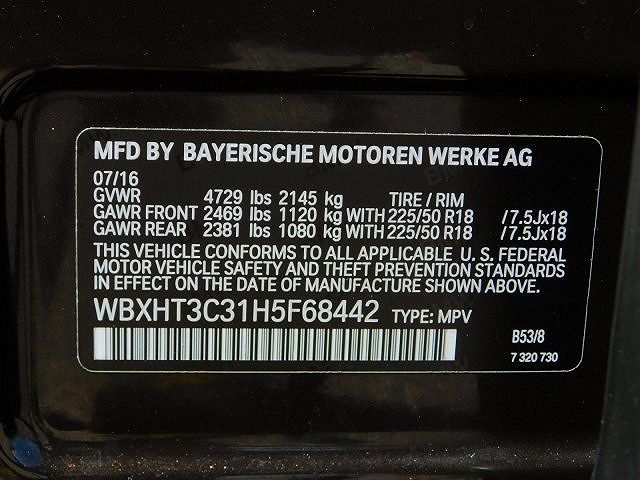 MFD BY BAYERISCHE MOTOREN WERKE AG
07/16
GVWR 4729 lbs 2145 kg TIRE / RIM
GAWR FRONT 2469 lbs 1120 kg WITH 225/50 R18 /7.5Jx18
GAWR REAR 2381 lbs 1080 kg WITH 225/50 R18 /7.5Jx18
THIS VEHICLE CONFORMS TO ALL APPLICABLE U. S. FEDERAL
MOTOR VEHICLE SAFETY AND THEFT PREVENTION STANDARDS
IN EFFECT ON THE DATE OF MANUFACTURE SHOWN ABOVE.
WBXHT3C31H5F68442 TYPE: MPV
B53/8
7 320 730